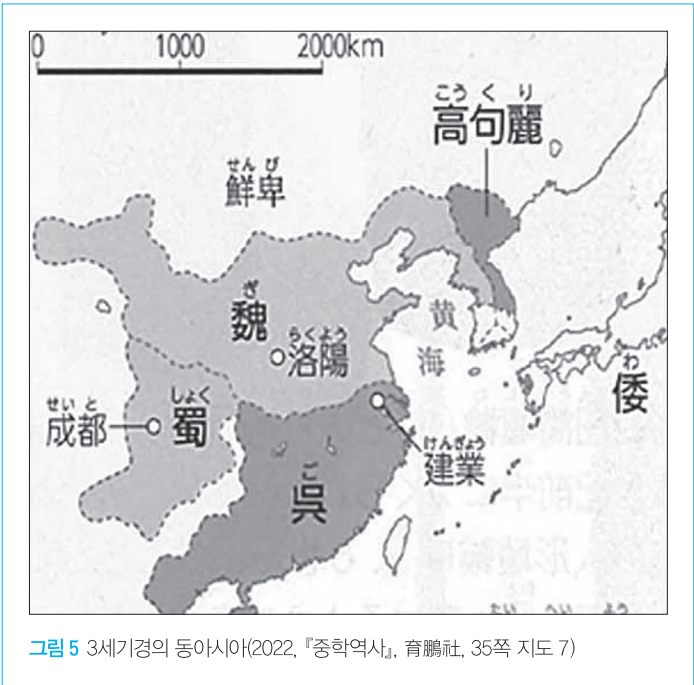 0 1000 2000km
こうくり
高句麗
せんび
鮮卑
ぎ
魏
黄海
らくよう
洛陽
わ
倭
せいと
成都
しょく
蜀
けんぎょう
建業
ご
呉
그림 5 3세기경의 동아시아(2022, 『중학역사』, 育鵬社, 35쪽 지도 7)